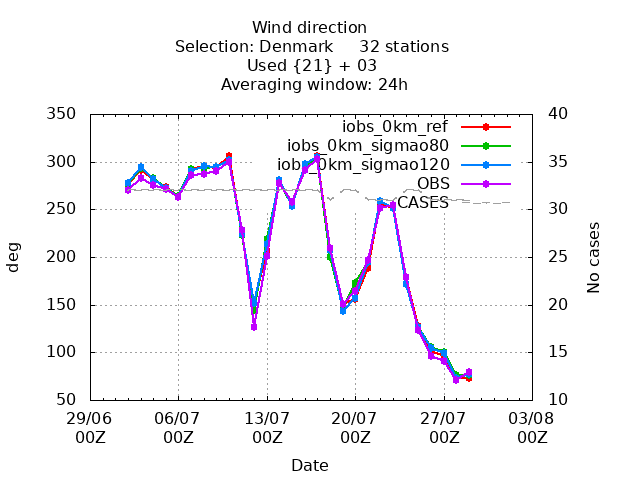 Wind direction
Selection: Denmark 32 stations
Used {21} + 03
Averaging window: 24h
350
300
250
200
150
100
50
deg
40
35
30
25
20
15
10
No cases
iobs_0km_ref
iobs_0km_sigmao80
iobs_0km_sigmao120
OBS
CASES
29/06 06/07 13/07 20/07 27/07 03/08
00Z 00Z 00Z 00Z 00Z 00Z
Date